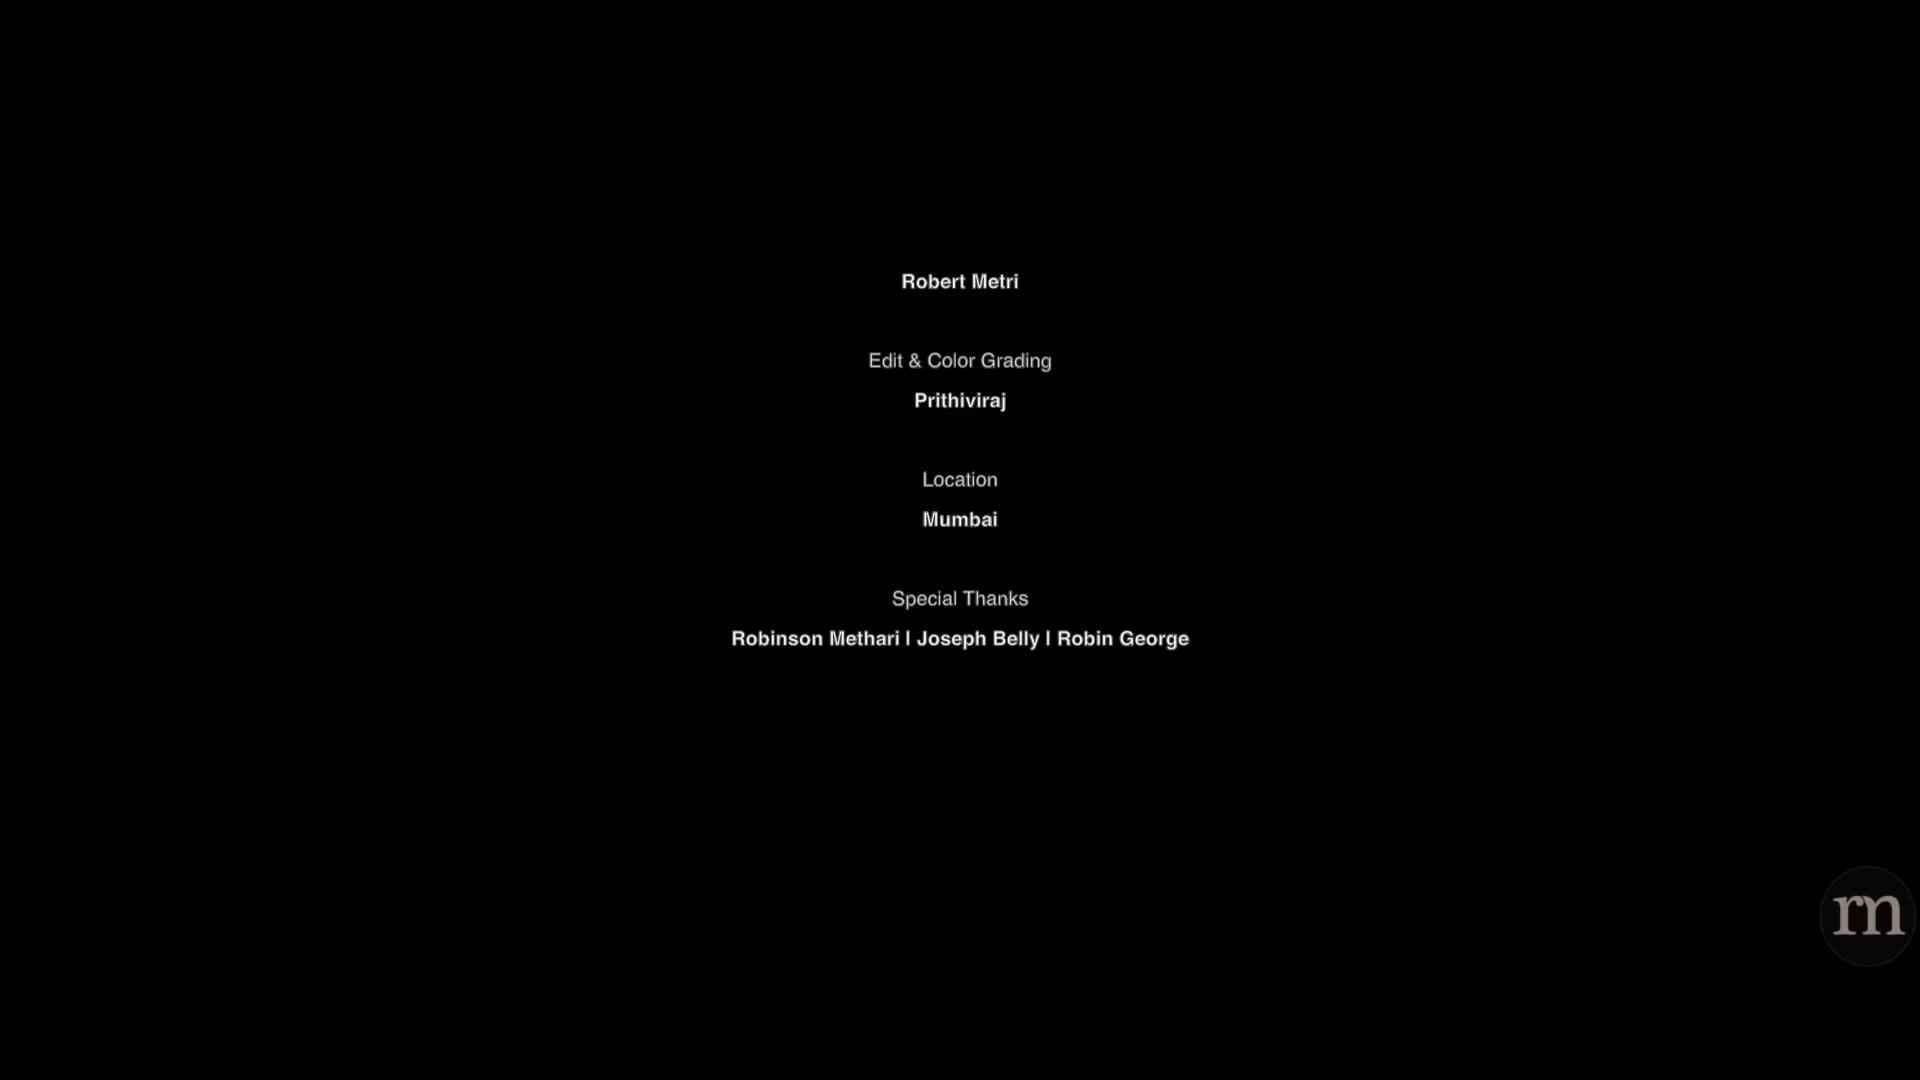 Robert Metri
Edit & Color Grading
Prithiviraj
Location
Mumbai
Special Thanks
Robinson Methari | Joseph Belly | Robin George
rm